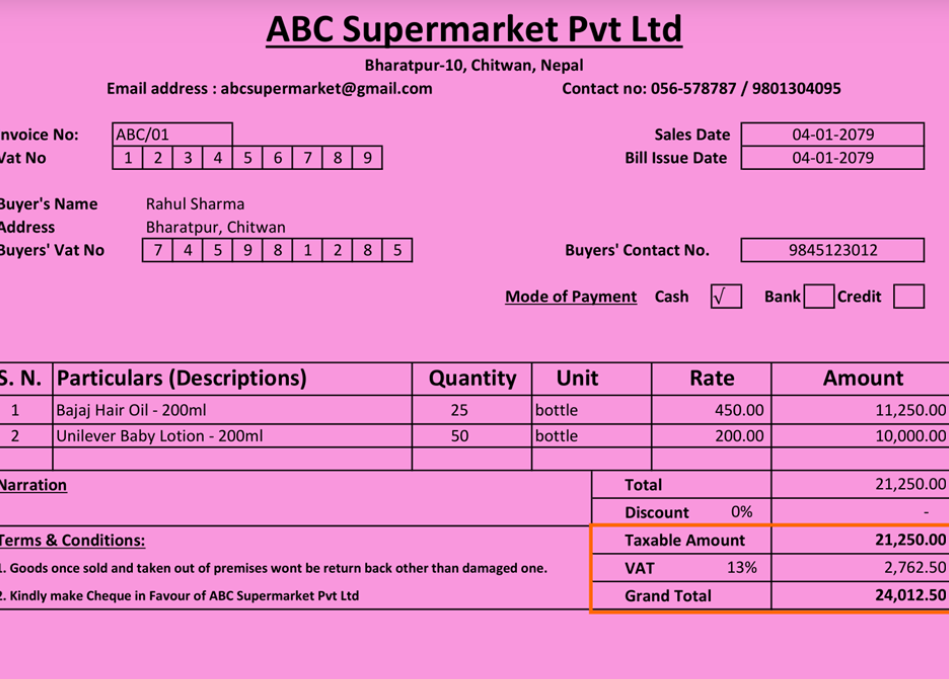 ABC Supermarket Pvt Ltd
Bharatpur-10, Chitwan, Nepal
Email address : abcsupermarket@gmail.com Contact no: 056-578787 / 9801304095
nvoice No: ABC/01 Sales Date 04-01-2079
Vat No 1 2 3 4 5 6 7 8 9 Bill Issue Date 04-01-2079
Buyer's Name Rahul Sharma
Address Bharatpur, Chitwan
Buyers' Vat No 7 4 5 9 8 1 2 8 5 Buyers' Contact No. 9845123012
Mode of Payment Cash √ Bank Credit
S. N. Particulars (Descriptions) Quantity Unit Rate Amount
1 Bajaj Hair Oil - 200ml 25 bottle 450.00 11,250.00
2 Unilever Baby Lotion - 200ml 50 bottle 200.00 10,000.00
Narration Total 21,250.00
Discount 0% -
Terms & Conditions: Taxable Amount 21,250.00
1. Goods once sold and taken out of premises wont be return back other than damaged one. VAT 13% 2,762.50
2. Kindly make Cheque in Favour of ABC Supermarket Pvt Ltd Grand Total 24,012.50